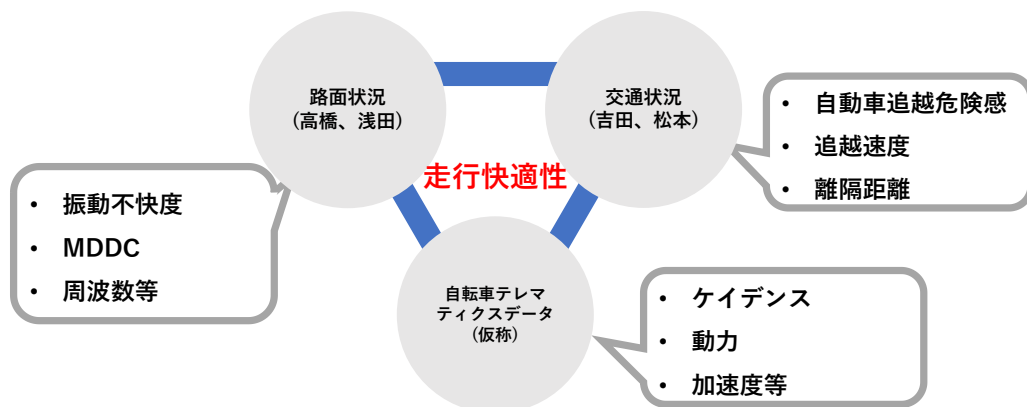 路面状況
(高橋、浅田)
交通状況
(吉田、松本)
• 自動車追越危険感
• 追越速度
• 離隔距離
走行快適性
• 振動不快度
• MDDC
• 周波数等
自転車テレマ
ティクスデータ
(仮称)
• ケイデンス
• 動力
• 加速度等